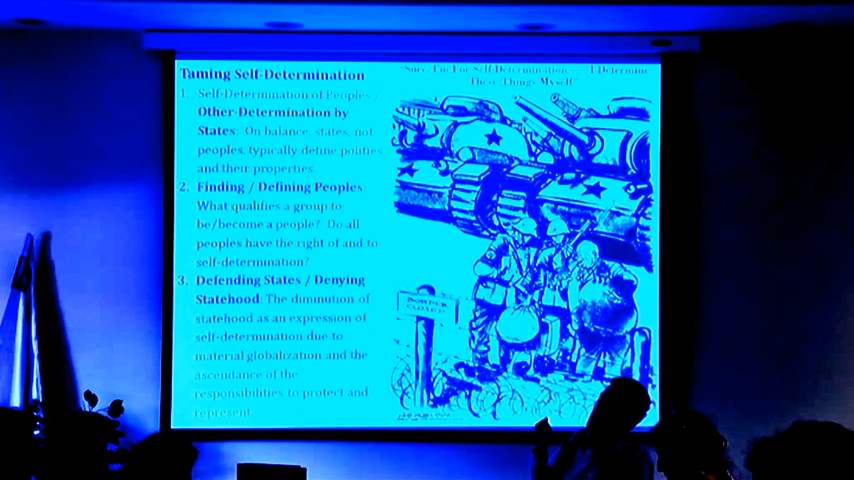 Taming Self-Determination
1. Self-Determination of Peoples /
Other-Determination by
States: On balance, states, not
peoples, typically define polities
and their properties
2. Finding / Defining Peoples:
What qualifies a group to
be/become a people? Do all
peoples have the right of and to
self-determination?
3. Defending States / Denying
Statehood: The diminution of
statehood as an expression of
self-determination due to
material globalization and the
ascendance of the
responsibilities to protect and
represent.
"Sure, I'm For Self-Determination — I Determine
These Things Myself"
BORDER
CLOSED